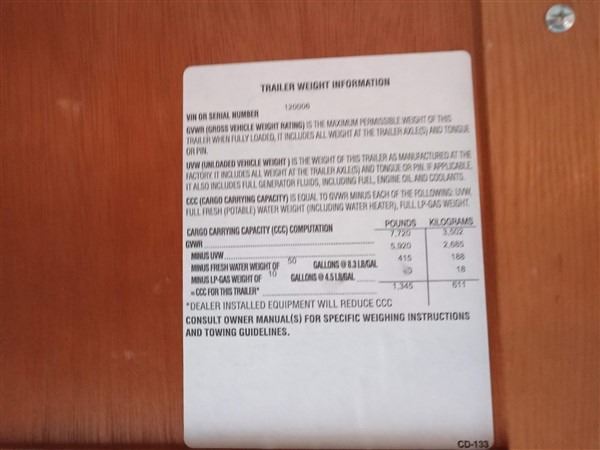 TRAILER WEIGHT INFORMATION
VIN OR SERIAL NUMBER 120006
GVWR (GROSS VEHICLE WEIGHT RATING) IS THE MAXIMUM PERMISSIBLE WEIGHT OF THIS
TRAILER WHEN FULLY LOADED, IT INCLUDES ALL WEIGHT AT THE TRAILER AXLE(S) AND TONGUE
OR PIN.
UVW (UNLOADED VEHICLE WEIGHT ) IS THE WEIGHT OF THIS TRAILER AS MANUFACTURED AT THE
FACTORY. IT INCLUDES ALL WEIGHT AT THE TRAILER AXLE(S) AND TONGUE OR PIN. IF APPLICABLE,
IT ALSO INCLUDES FULL GENERATOR FLUIDS, INCLUDING FUEL, ENGINE OIL AND COOLANTS.
CCC (CARGO CARRYING CAPACITY) IS EQUAL TO GVWR MINUS EACH OF THE FOLLOWING: UVW,
FULL FRESH (POTABLE) WATER WEIGHT (INCLUDING WATER HEATER), FULL LP-GAS WEIGHT.
CARGO CARRYING CAPACITY (CCC) COMPUTATION POUNDS KILOGRAMS
GVWR 7,720 3,502
MINUS UVW 5,920 2,685
MINUS FRESH WATER WEIGHT OF 50 GALLONS @ 8.3 LB/GAL 415 188
MINUS LP-GAS WEIGHT OF 10 GALLONS @ 4.5 LB/GAL 18
= CCC FOR THIS TRAILER* 1,345 611
*DEALER INSTALLED EQUIPMENT WILL REDUCE CCC
CONSULT OWNER MANUAL(S) FOR SPECIFIC WEIGHING INSTRUCTIONS
AND TOWING GUIDELINES.
CD-133